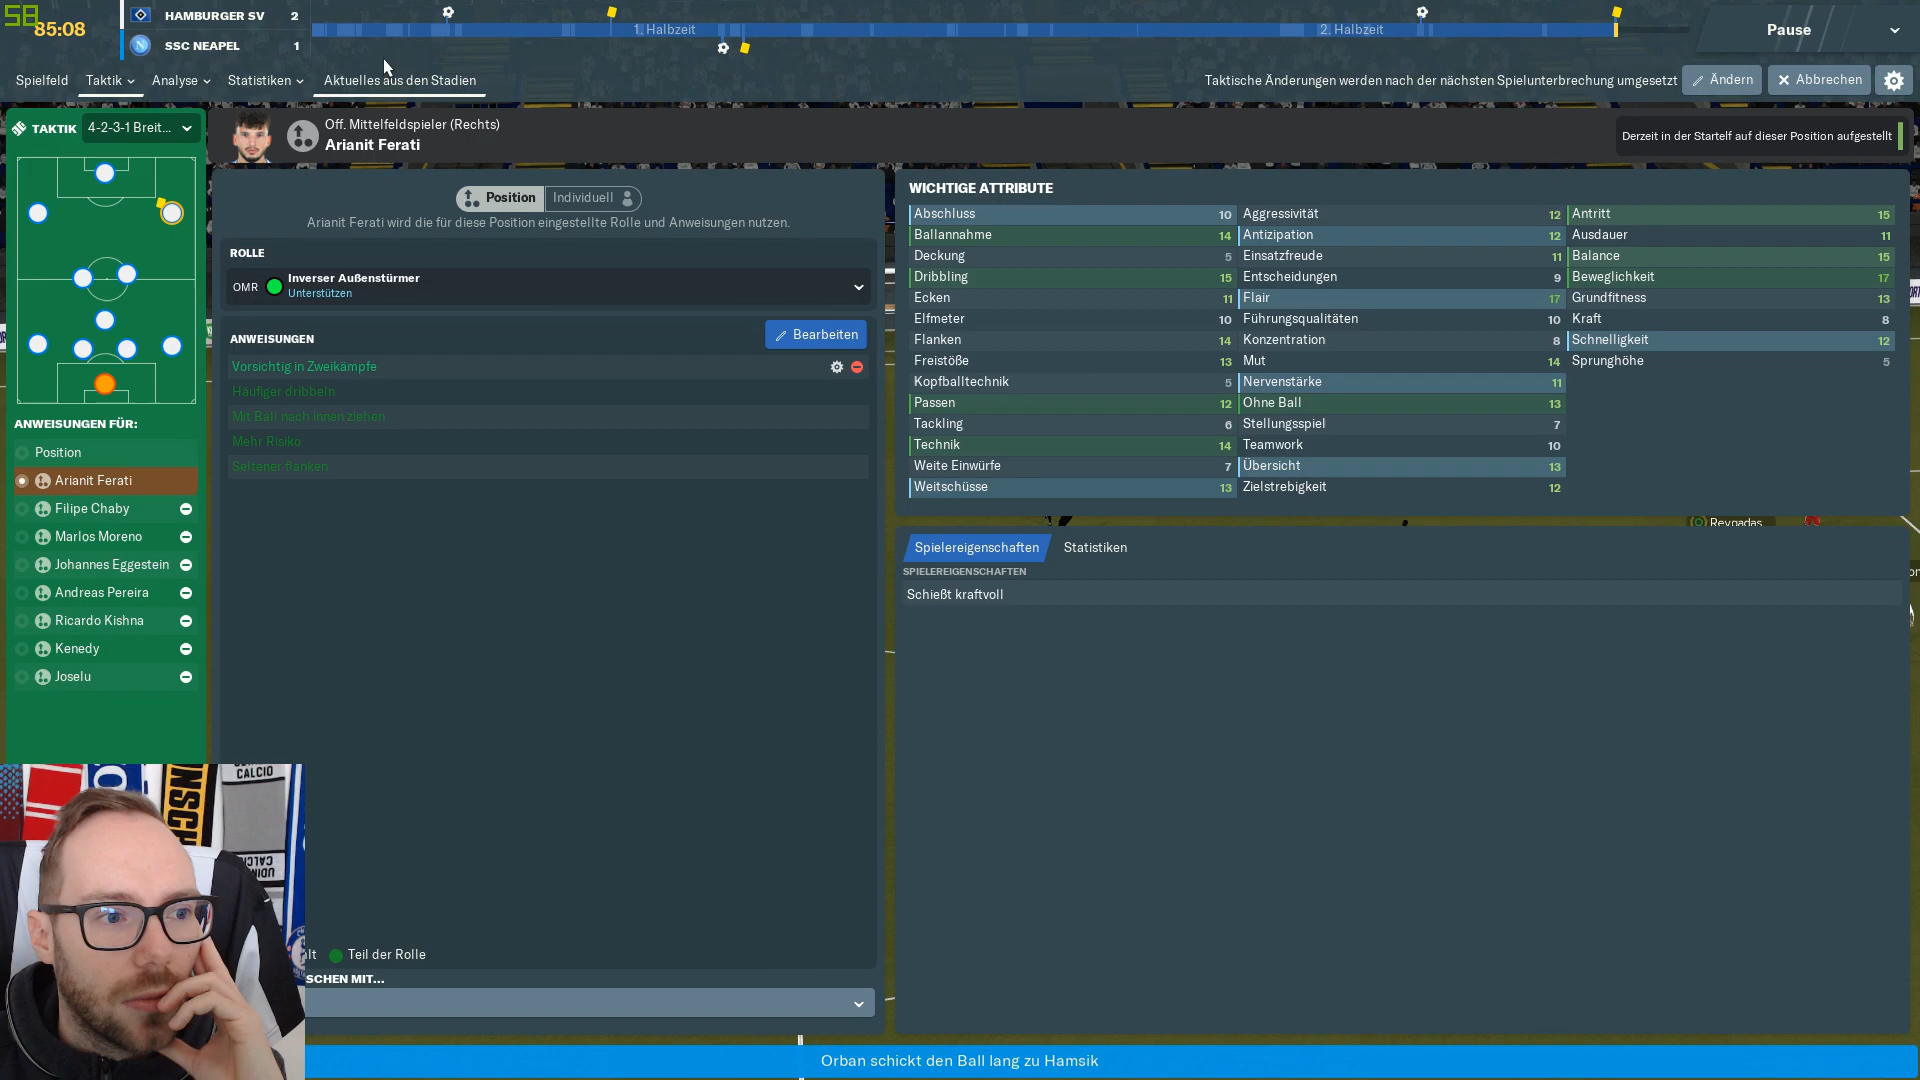 58
85:08
HAMBURGER SV 2
SSC NEAPEL 1
1. Halbzeit
2. Halbzeit
Pause
Spielfeld
Taktik
Analyse
Statistiken
Aktuelles aus den Stadien
Taktische Änderungen werden nach der nächsten Spielunterbrechung umgesetzt
Ändern
Abbrechen
TAKTIK
4-2-3-1 Breit...
Off. Mittelfeldspieler (Rechts)
Arianit Ferati
Derzeit in der Startelf auf dieser Position aufgestellt
Position
Individuell
Arianit Ferati wird die für diese Position eingestellte Rolle und Anweisungen nutzen.
ROLLE
OMR
Inverser Außenstürmer
Unterstützen
ANWEISUNGEN
Bearbeiten
Vorsichtig in Zweikämpfe
Häufiger dribbeln
Mit Ball nach innen ziehen
Mehr Risiko
Seltener flanken
ANWEISUNGEN FÜR:
Position
Arianit Ferati
Filipe Chaby
Marlos Moreno
Johannes Eggestein
Andreas Pereira
Ricardo Kishna
Kenedy
Joselu
WICHTIGE ATTRIBUTE
Abschluss 10
Ballannahme 14
Deckung 5
Dribbling 15
Ecken 11
Elfmeter 10
Flanken 14
Freistöße 13
Kopfballtechnik 5
Passen 12
Tackling 6
Technik 14
Weite Einwürfe 7
Weitschüsse 13
Aggressivität 12
Antizipation 12
Einsatzfreude 11
Entscheidungen 9
Flair 17
Führungsqualitäten 10
Konzentration 8
Mut 14
Nervenstärke 11
Ohne Ball 13
Stellungsspiel 7
Teamwork 10
Übersicht 13
Zielstrebigkeit 12
Antritt 15
Ausdauer 11
Balance 15
Beweglichkeit 17
Grundfitness 13
Kraft 8
Schnelligkeit 12
Sprunghöhe 5
Reygadas
Spielereigenschaften
Statistiken
SPIELEREIGENSCHAFTEN
Schießt kraftvoll
lt
Teil der Rolle
SCHEN MIT...
CALCIO
UNSCH
CALCIO
UDIN
Orban schickt den Ball lang zu Hamsik